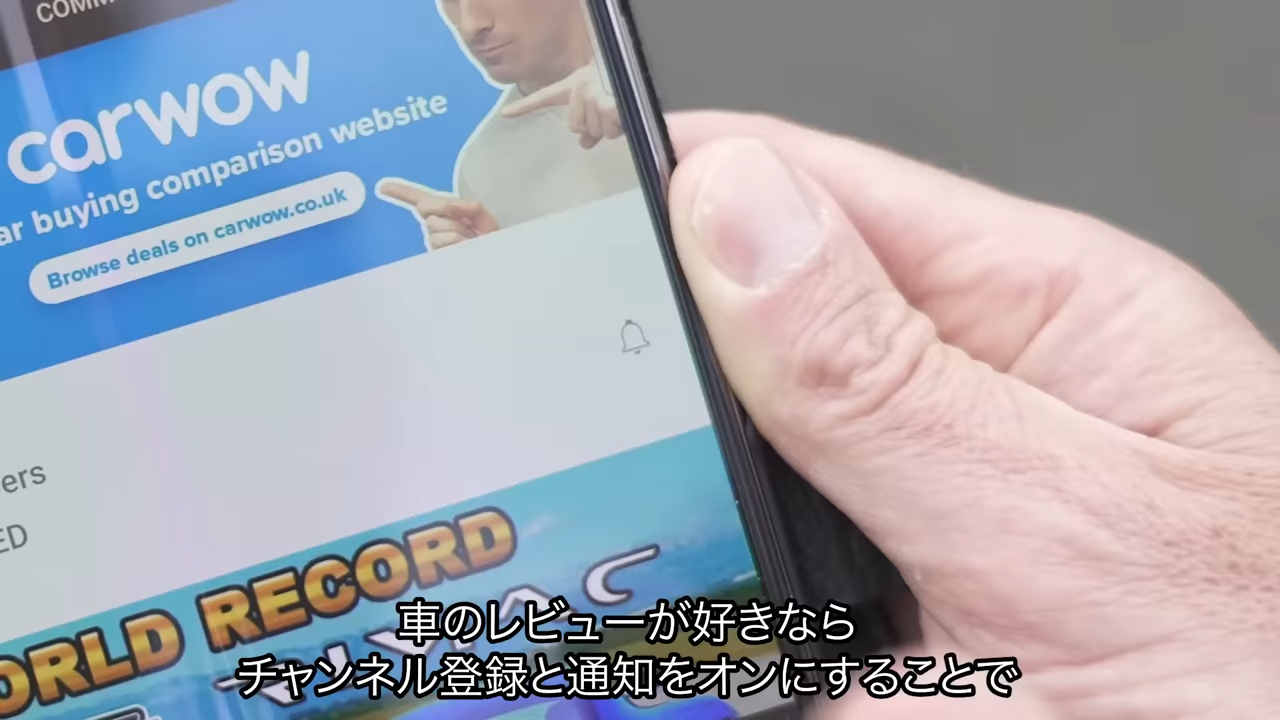 COMM
carwow
ar buying comparison website
Browse deals on carwow.co.uk
ers
ED
ORLD RECORD
車のレビューが好きなら
チャンネル登録と通知をオンにすることで